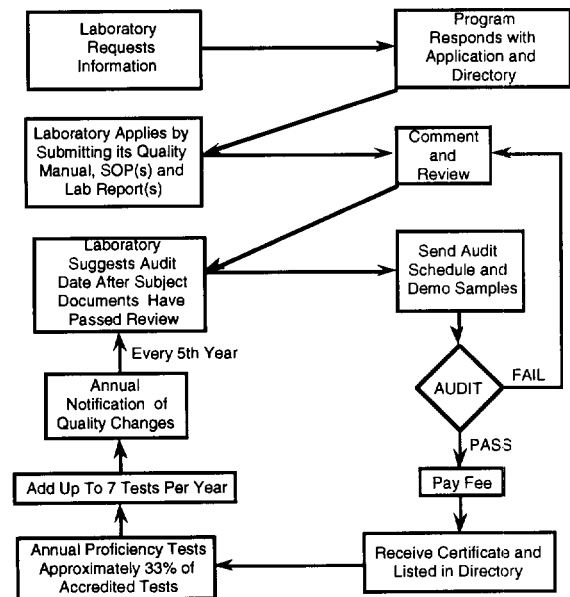 Laboratory
Requests
Information
Program
Responds with
Application and
Directory
Laboratory Applies by
Submitting its Quality
Manual, SOP(s) and
Lab Report(s)
Comment
and
Review
Laboratory
Suggests Audit
Date After Subject
Documents Have
Passed Review
Send Audit
Schedule and
Demo Samples
Every 5th Year
AUDIT
FAIL
Annual
Notification of
Quality Changes
PASS
Pay Fee
Add Up To 7 Tests Per Year
Annual Proficiency Tests
Approximately 33% of
Accredited Tests
Receive Certificate and
Listed in Directory